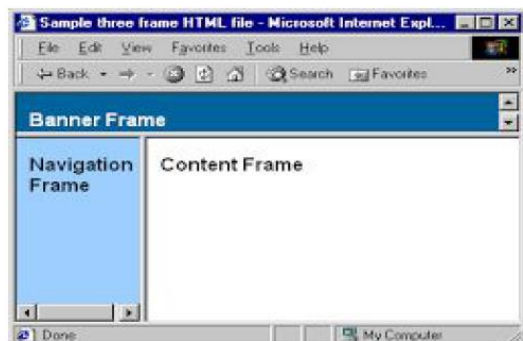 Sample three frame HTML file - Microsoft Internet Expl...
File Edit View Favorites Tools Help
Back Search Favorites »
Banner Frame
Navigation Frame
Content Frame
Done My Computer